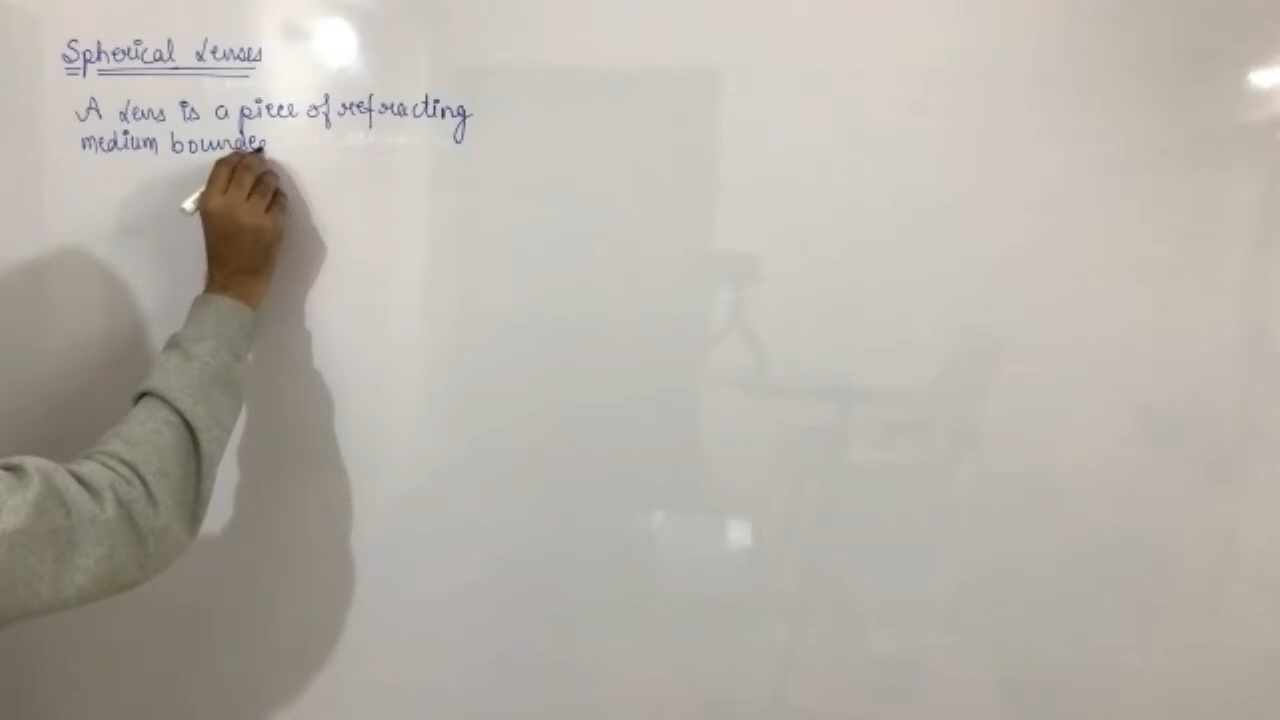 Spherical Lenses
A Lens is a piece of refracting
medium bounde